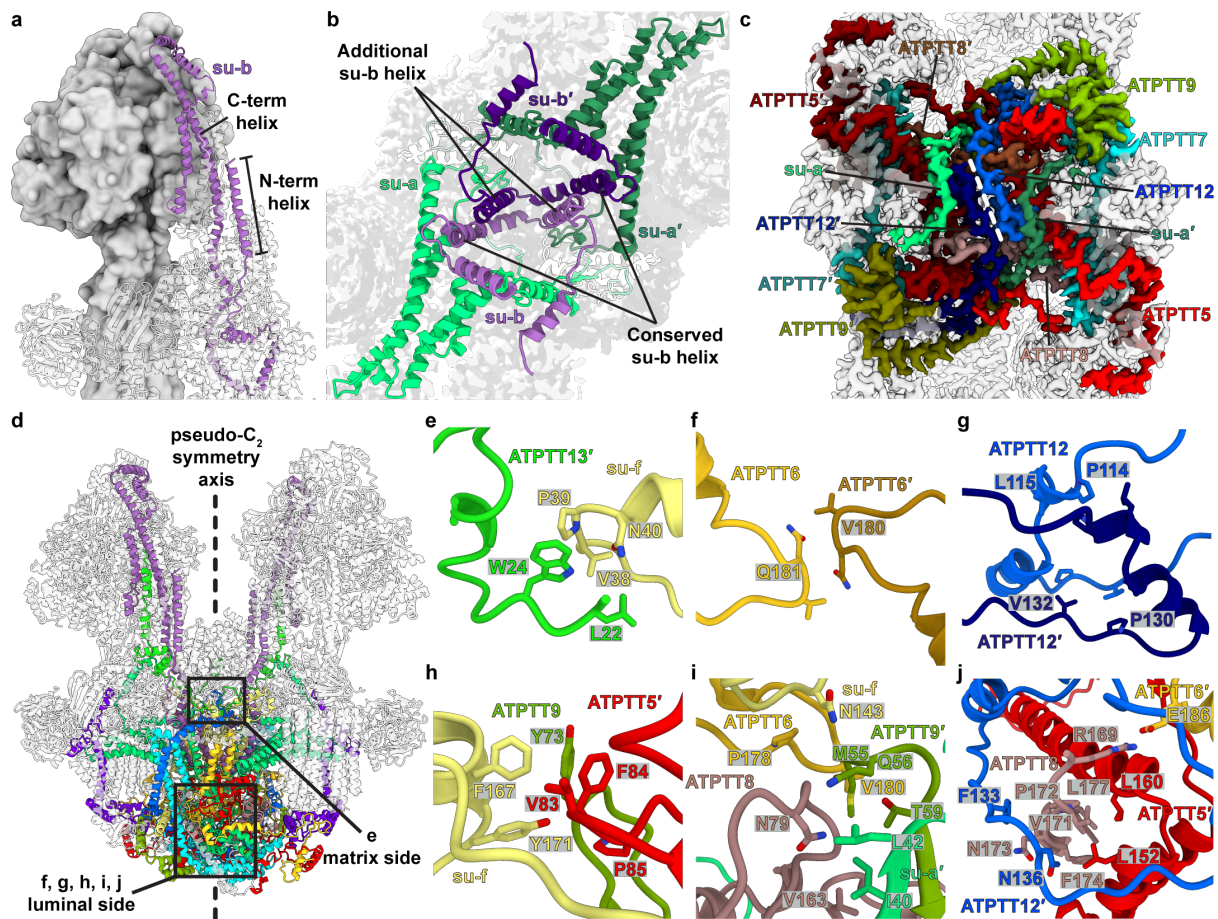 a
su-b
C-term
helix
N-term
helix
b
Additional
su-b helix
su-b′
su-a
su-a′
su-b
Conserved
su-b helix
c
ATPTT8′
ATPTT5′
ATPTT9
ATPTT7
su-a
ATPTT12
ATPTT12′
su-a′
ATPTT7′
ATPTT5
ATPTT9′
ATPTT8
d
pseudo-C2
symmetry
axis
e
matrix side
f, g, h, i, j
luminal side
e
ATPTT13′
su-f
P39
N40
W24
V38
L22
f
ATPTT6
ATPTT6′
V180
Q181
g
ATPTT12
P114
L115
V132
P130
ATPTT12′
h
ATPTT9
ATPTT5′
Y73
F84
F167
V83
Y171
P85
su-f
i
su-f
N143
ATPTT6
ATPTT9′
P178
M55
Q56
ATPTT8
V180
T59
N79
L42
su-a′
V163
I40
j
ATPTT6′
E186
R169
ATPTT8
P172
L177
L160
F133
ATPTT5′
V171
N173
L152
N136
F174
ATPTT12′